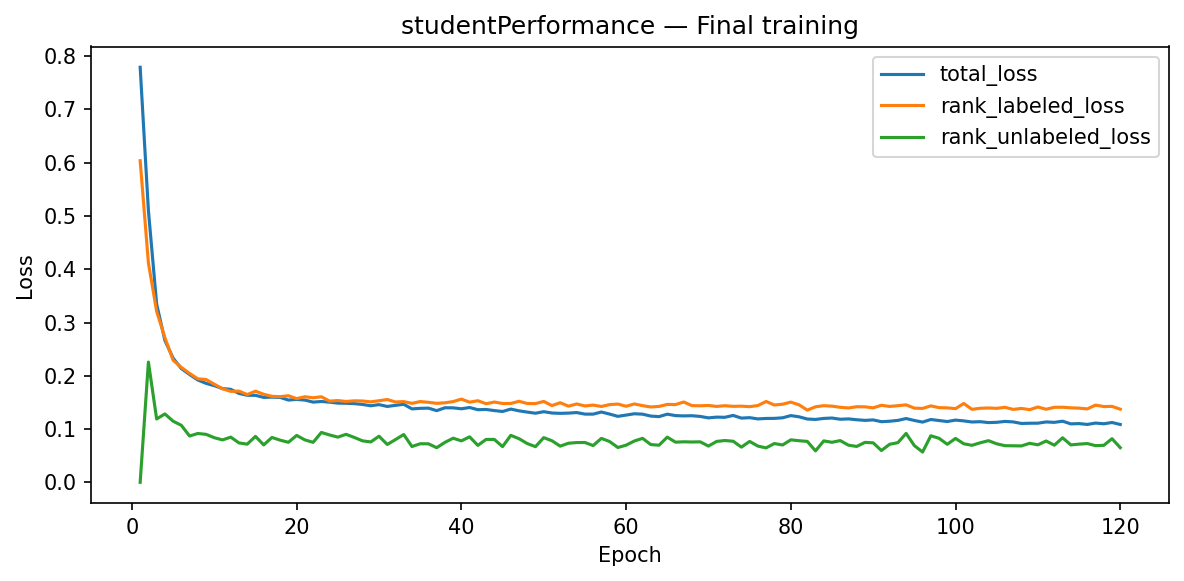 studentPerformance — Final training
total_loss
rank_labeled_loss
rank_unlabeled_loss
Loss
0.8
0.7
0.6
0.5
0.4
0.3
0.2
0.1
0.0
0
20
40
60
80
100
120
Epoch